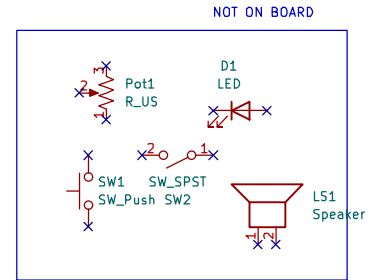 NOT ON BOARD
D1
LED
3
Pot1
2
R_US
1
2
1
SW1
SW_SPST
SW_Push
SW2
LS1
Speaker
1
2